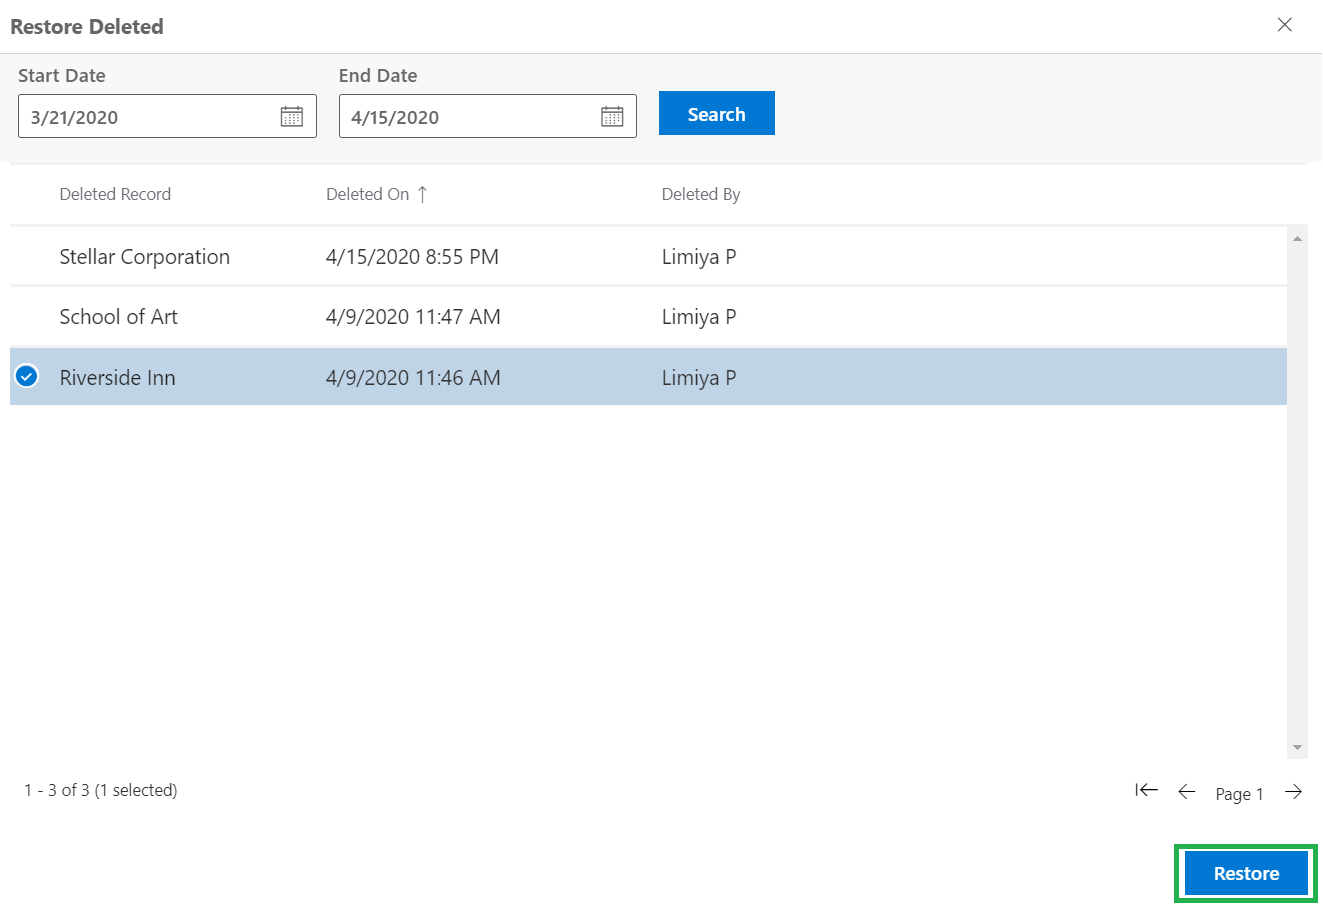 Restore Deleted
Start Date End Date
3/21/2020 4/15/2020 Search
Deleted Record Deleted On ↑ Deleted By
Stellar Corporation 4/15/2020 8:55 PM Limiya P
School of Art 4/9/2020 11:47 AM Limiya P
Riverside Inn 4/9/2020 11:46 AM Limiya P
1 - 3 of 3 (1 selected) Page 1
Restore